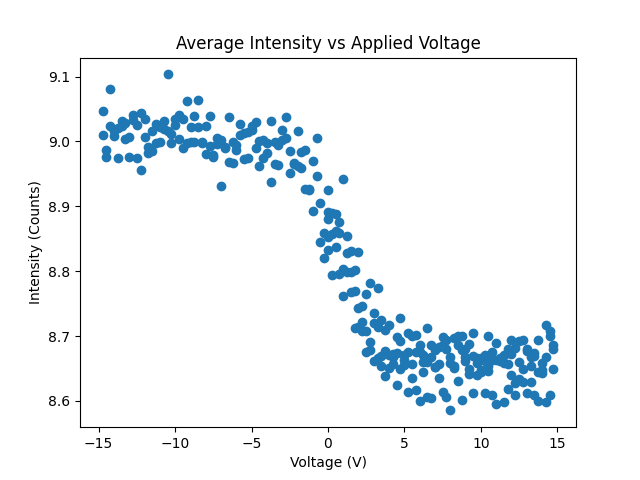 Average Intensity vs Applied Voltage
9.1
9.0
8.9
8.8
8.7
8.6
Intensity (Counts)
−15 −10 −5 0 5 10 15
Voltage (V)